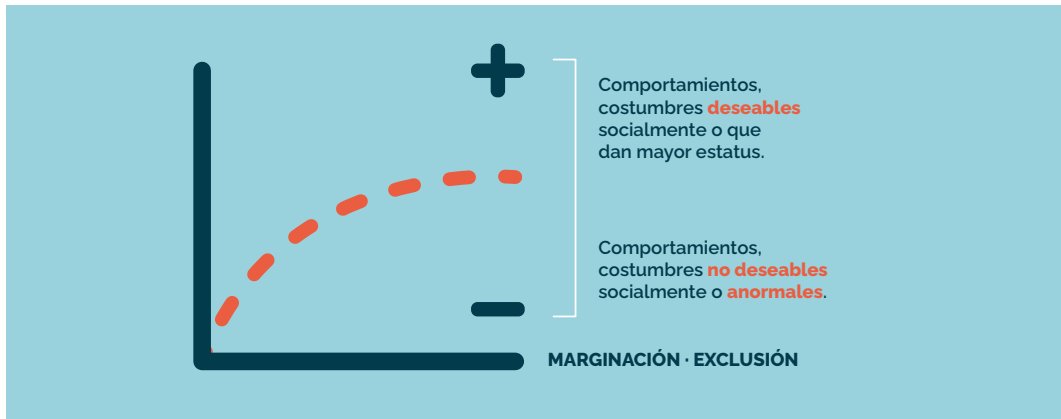 Comportamientos,
costumbres deseables
socialmente o que
dan mayor estatus.
Comportamientos,
costumbres no deseables
socialmente o anormales.
MARGINACIÓN · EXCLUSIÓN